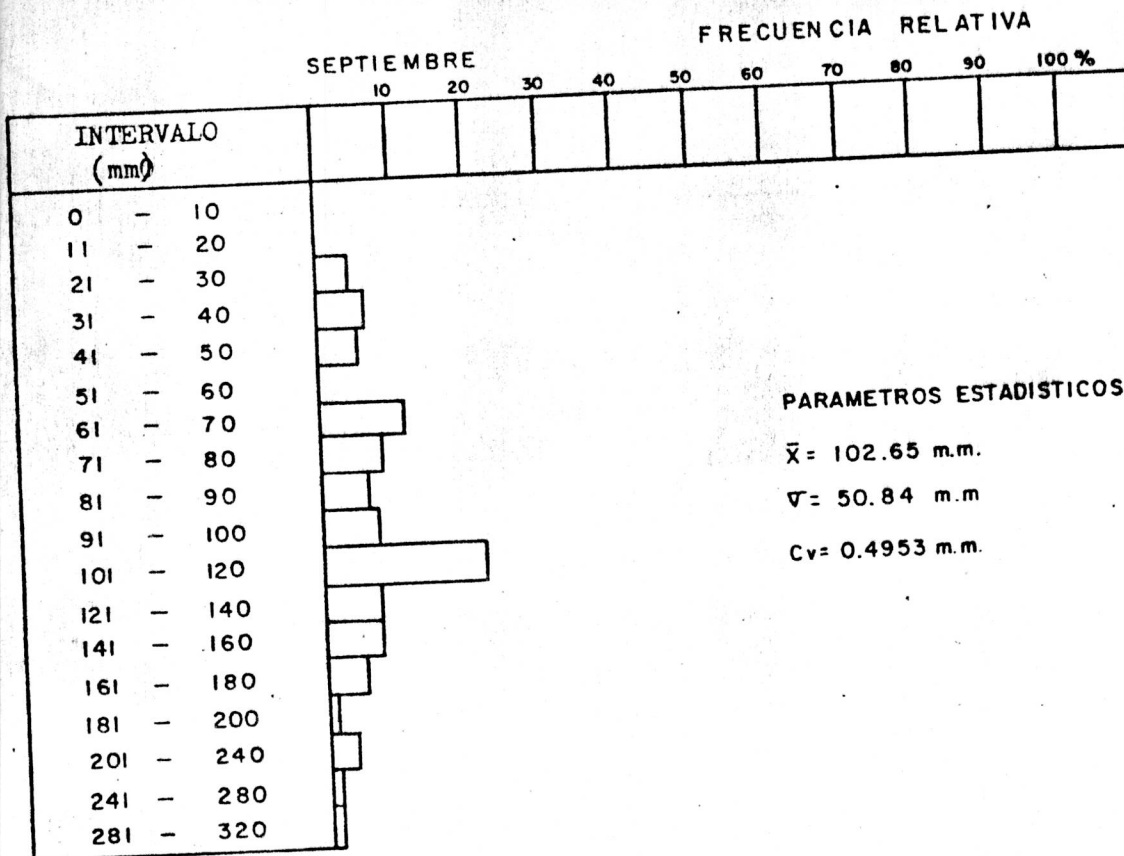 FRECUENCIA RELATIVA
SEPTIEMBRE
10 20 30 40 50 60 70 80 90 100 %
INTERVALO
(mm)
0 - 10
11 - 20
21 - 30
31 - 40
41 - 50
51 - 60
61 - 70
71 - 80
81 - 90
91 - 100
101 - 120
121 - 140
141 - 160
161 - 180
181 - 200
201 - 240
241 - 280
281 - 320
PARAMETROS ESTADISTICOS
x̄ = 102.65 m.m.
∇ = 50.84 m.m
Cv = 0.4953 m.m.